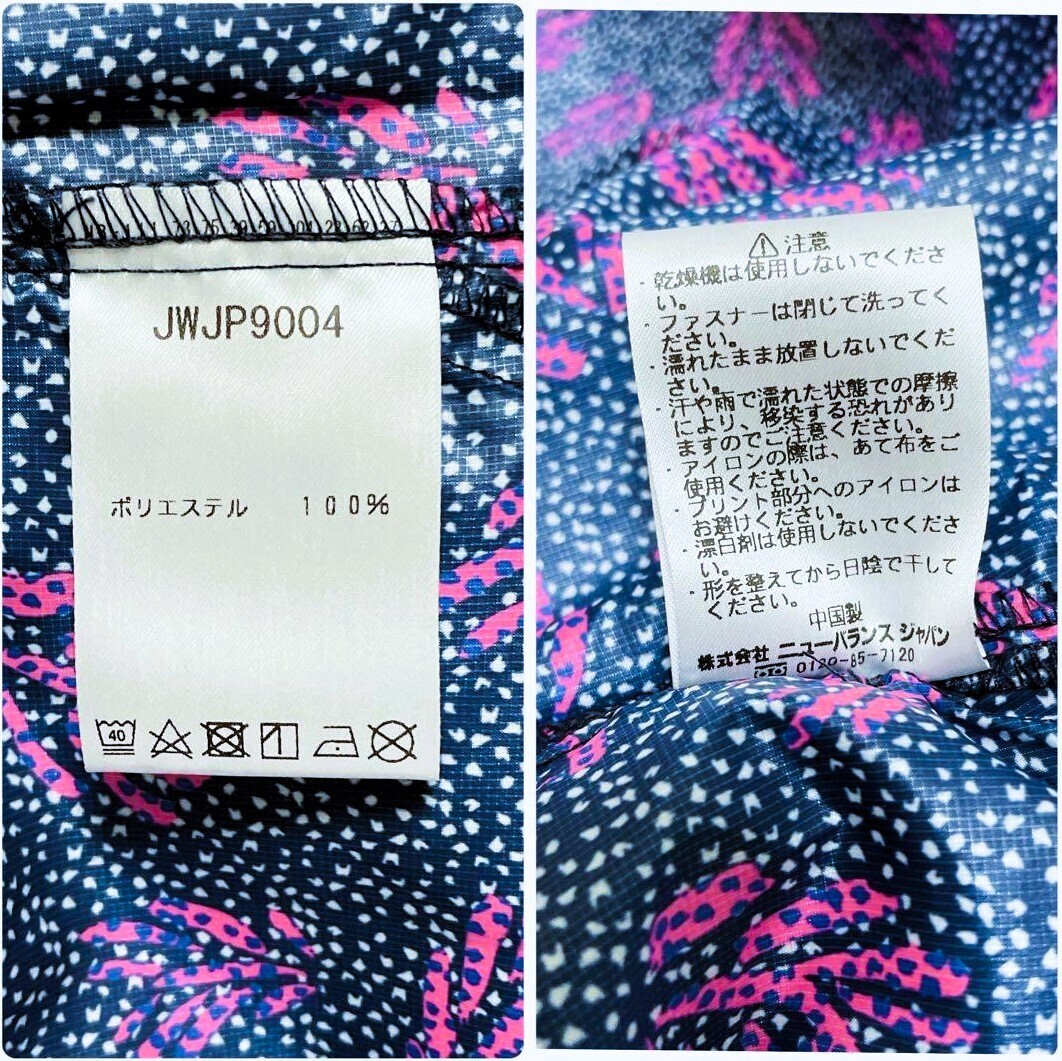 JWJP9004
ポリエステル 100%
40
⚠注意
・乾燥機は使用しないでくださ
い。
・ファスナーは閉じて洗ってく
ださい。
・濡れたまま放置しないでくだ
さい。
・汗や雨で濡れた状態での摩擦
により、移染する恐れがあり
ますのでご注意ください。
・アイロンの際は、あて布をご
使用ください。
・プリント部分へのアイロンは
お避けください。
・漂白剤は使用しないでくださ
い。
・形を整えてから日陰で干して
ください。
中国製
株式会社 ニューバランス ジャパン
0120-85-7120